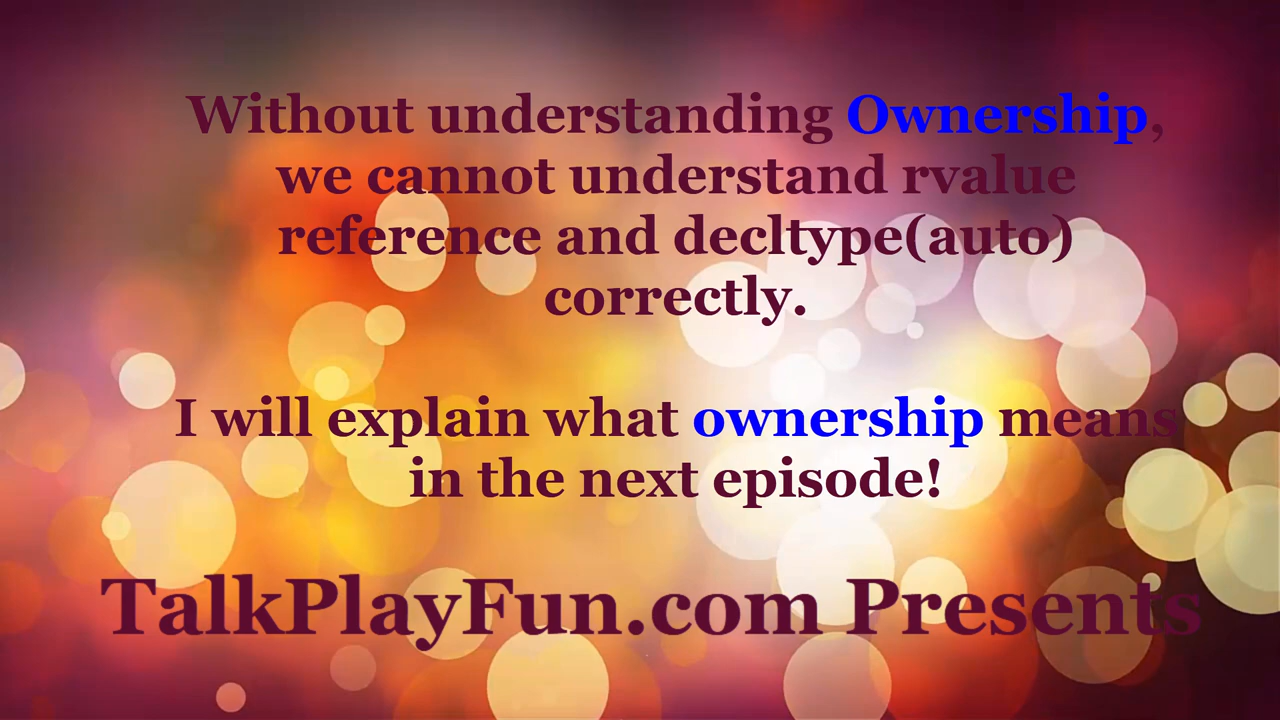 Without understanding Ownership,
we cannot understand rvalue
reference and decltype(auto)
correctly.
I will explain what ownership means
in the next episode!
TalkPlayFun.com Presents